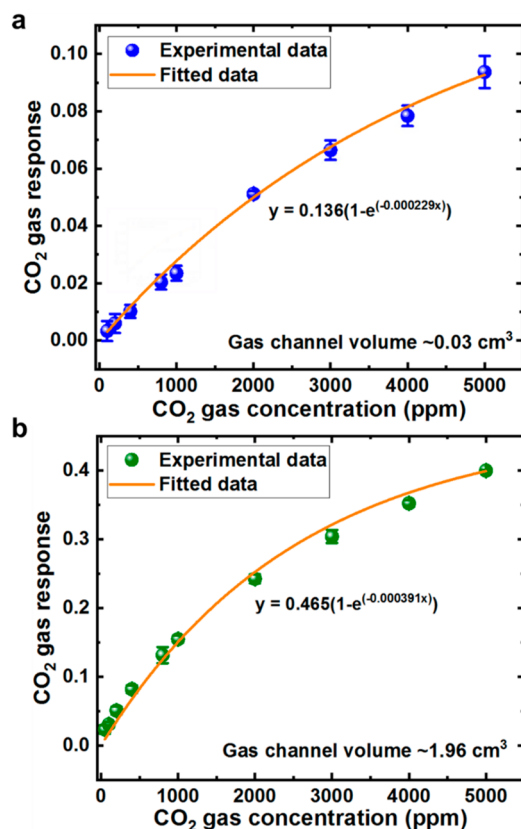 a
0.10
0.08
0.06
0.04
0.02
0.00
CO₂ gas response
Experimental data
Fitted data
y = 0.136(1-e^(-0.000229x))
Gas channel volume ~0.03 cm³
0 1000 2000 3000 4000 5000
CO₂ gas concentration (ppm)
b
0.4
0.3
0.2
0.1
0.0
CO₂ gas response
Experimental data
Fitted data
y = 0.465(1-e^(-0.000391x))
Gas channel volume ~1.96 cm³
0 1000 2000 3000 4000 5000
CO₂ gas concentration (ppm)